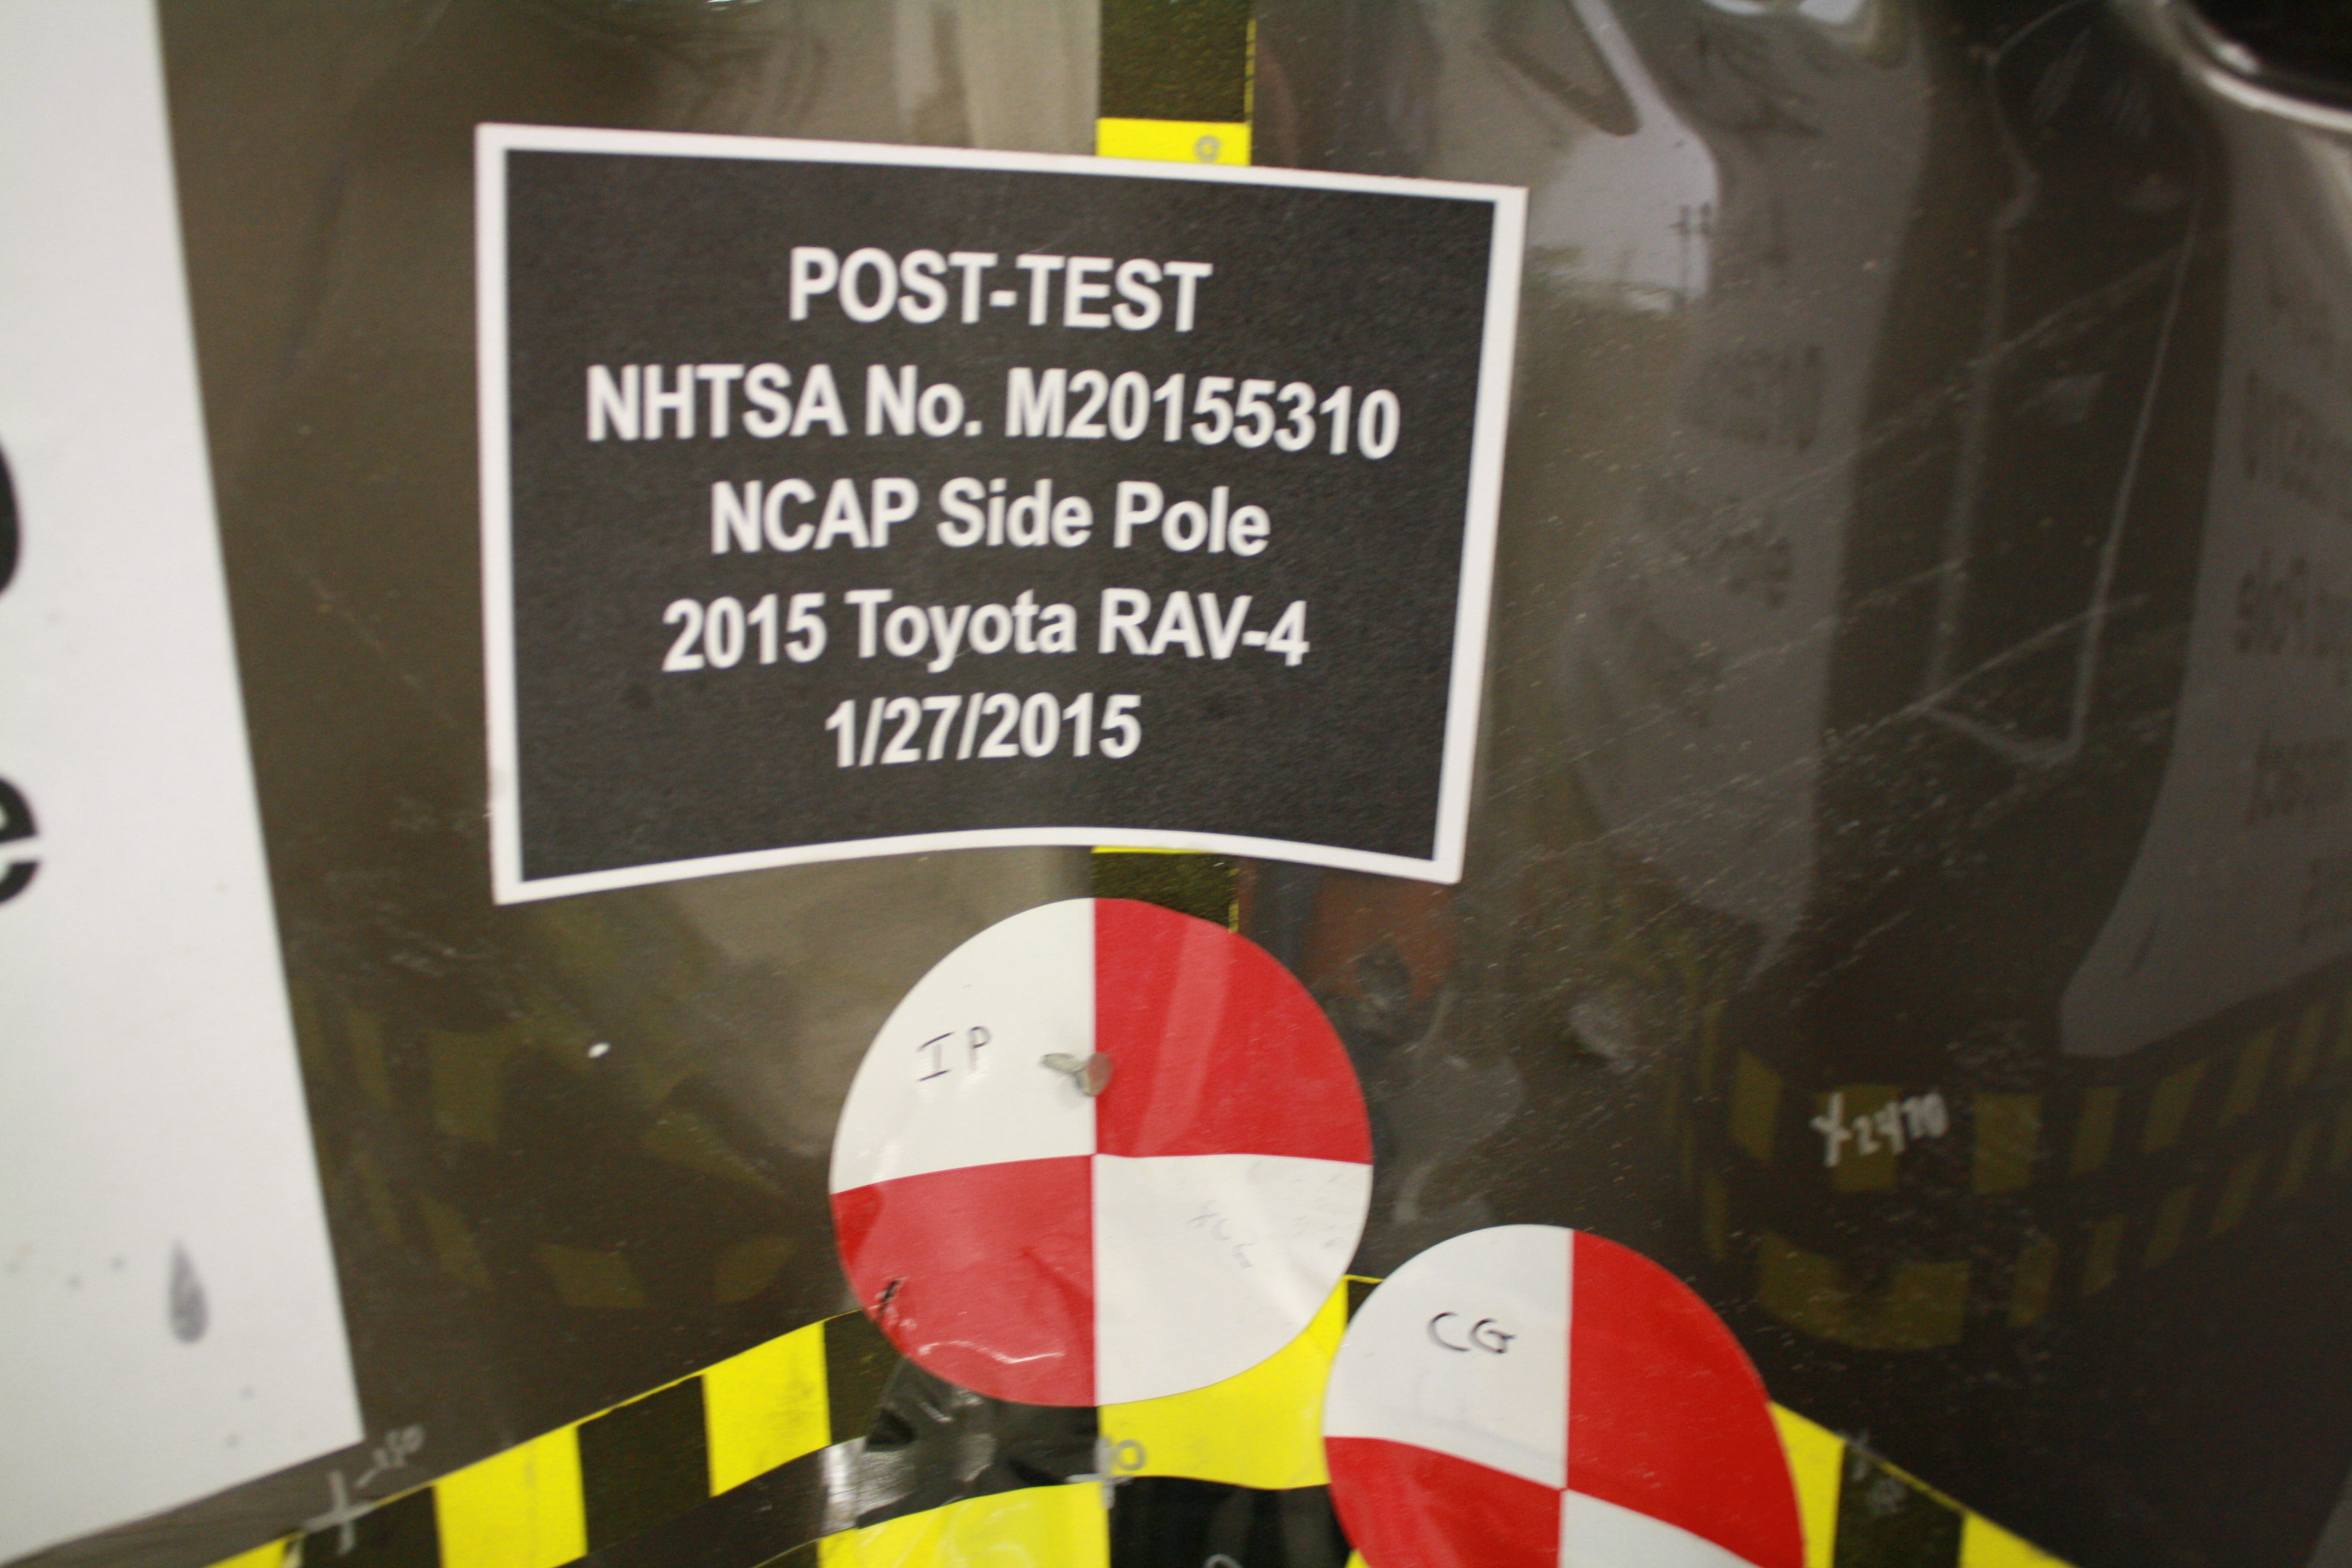 POST-TEST
NHTSA No. M20155310
NCAP Side Pole
2015 Toyota RAV-4
1/27/2015
IP
CG